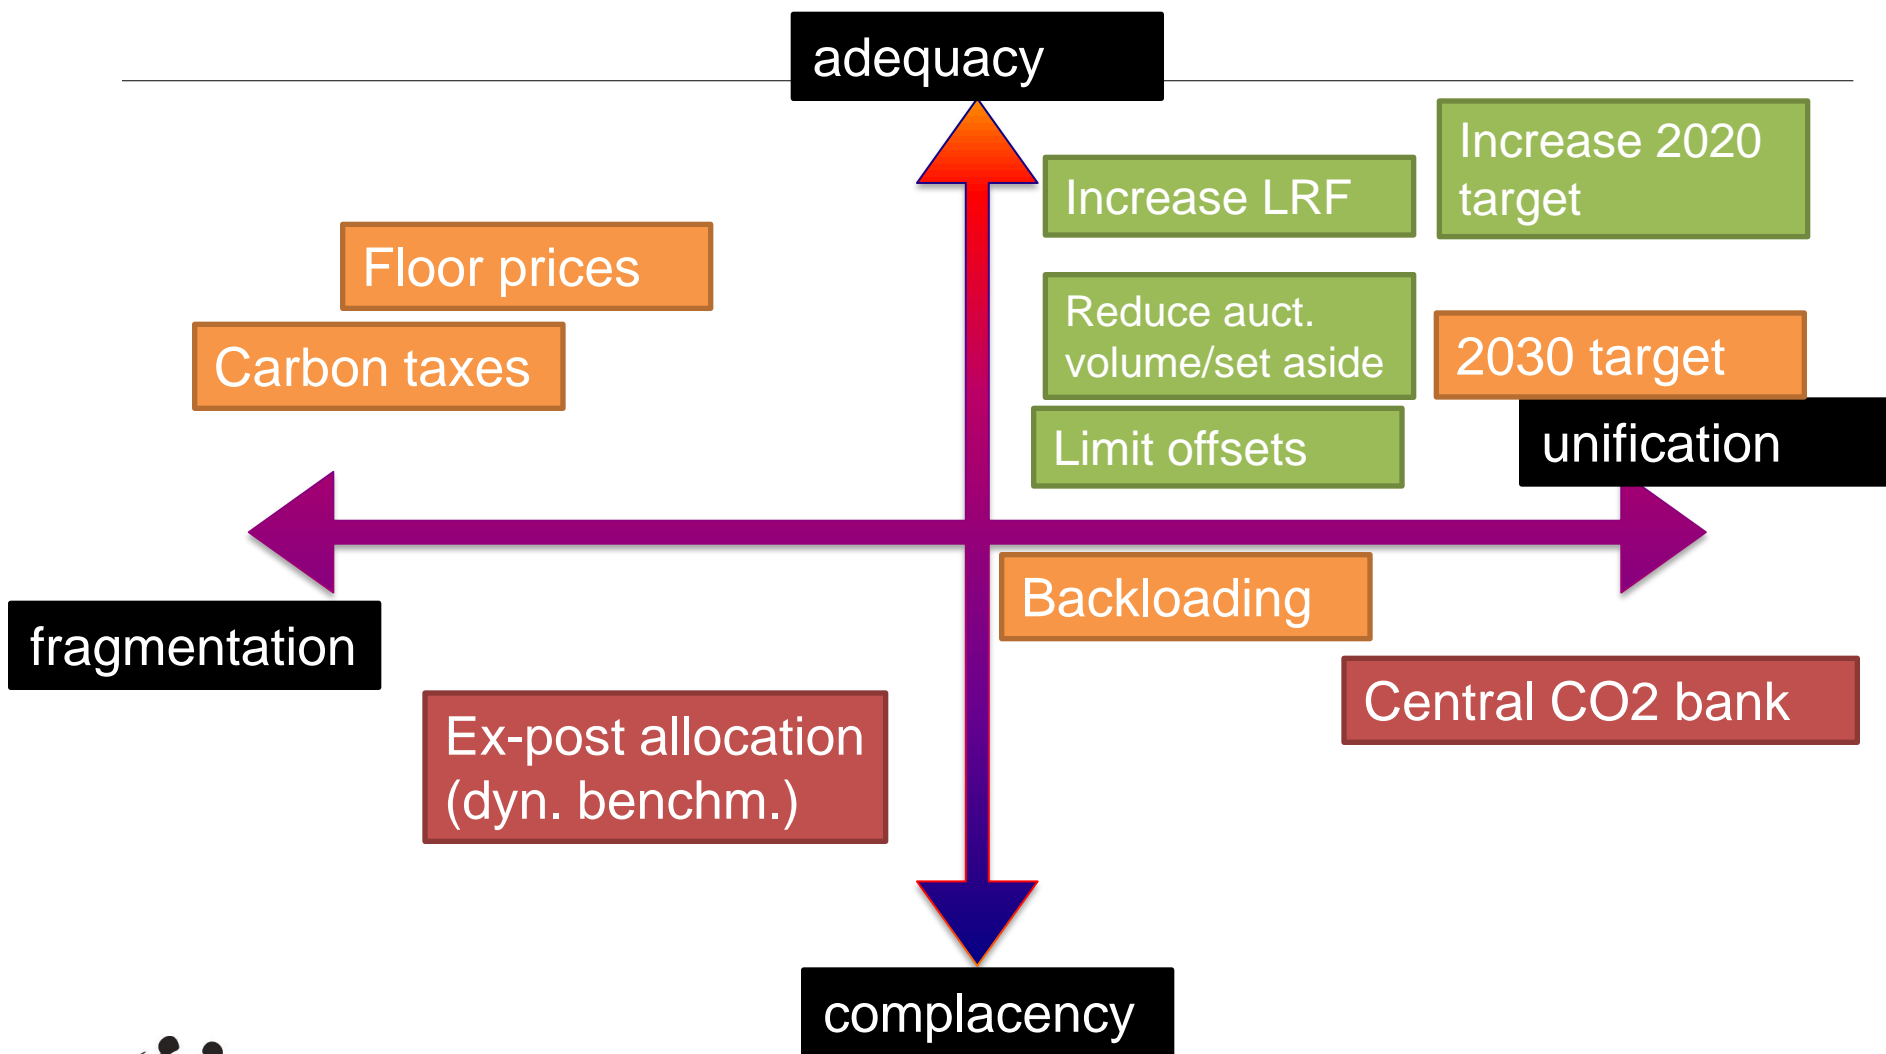 adequacy
Increase 2020
target
Increase LRF
Floor prices
Reduce auct.
volume/set aside
2030 target
Carbon taxes
Limit offsets
unification
Backloading
fragmentation
Central CO2 bank
Ex-post allocation
(dyn. benchm.)
complacency